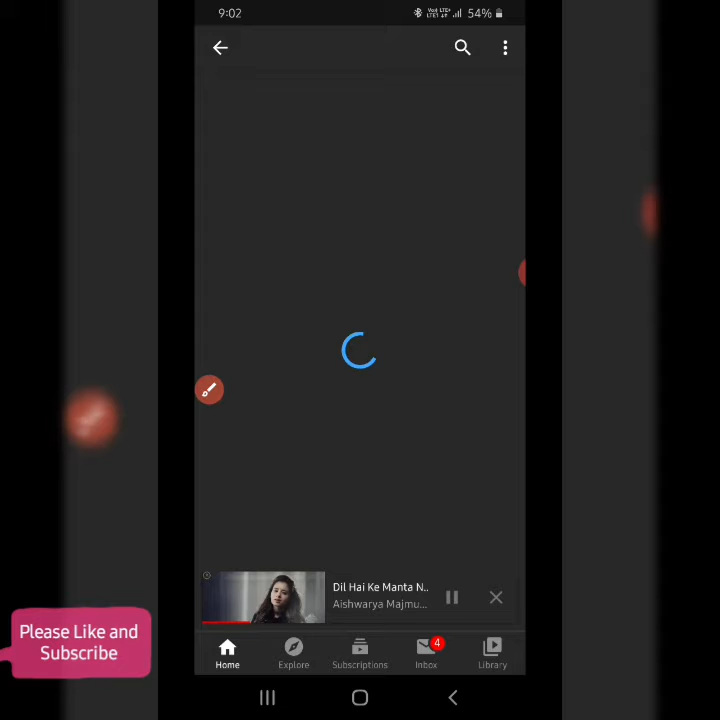 9:02
54%
Dil Hai Ke Manta N..
Aishwarya Majmu...
Please Like and
Subscribe
4
Home
Explore
Subscriptions
Inbox
Library